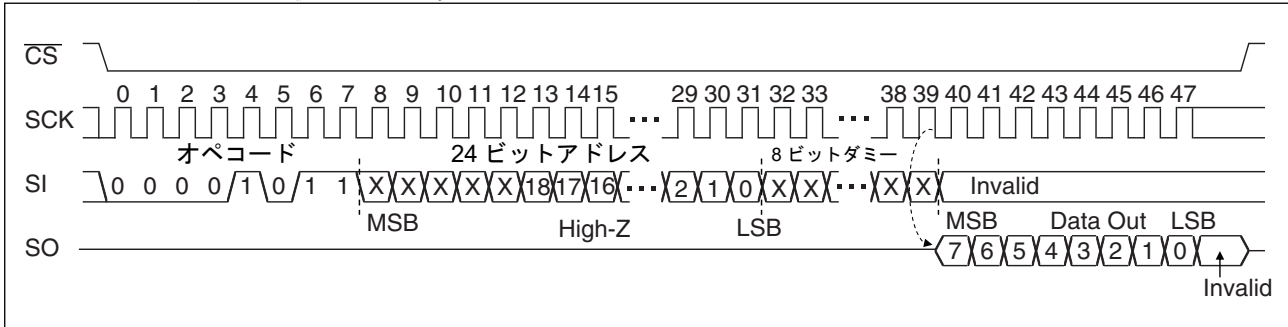 CS
0 1 2 3 4 5 6 7 8 9 10 11 12 13 14 15 29 30 31 32 33 38 39 40 41 42 43 44 45 46 47
SCK
オペコード 24 ビットアドレス 8 ビットダミー
SI 0 0 0 0 1 0 1 1 X X X X X 18 17 16 2 1 0 X X X X Invalid
MSB High-Z LSB MSB Data Out LSB
SO 7 6 5 4 3 2 1 0
Invalid